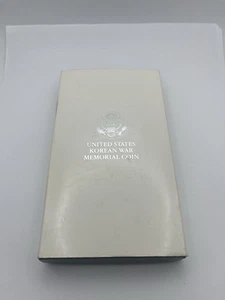 UNITED STATES
KOREAN WAR
MEMORIAL COIN